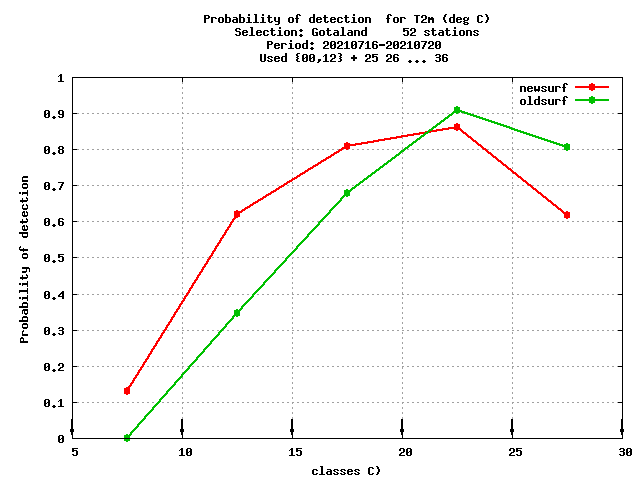 Probability of detection  for T2m (deg C)
Selection: Gotaland     52 stations
Period: 20210716-20210720
Used {00,12} + 25 26 ... 36
newsurf
oldsurf
1
0.9
0.8
0.7
0.6
0.5
0.4
0.3
0.2
0.1
0
Probability of detection
5 10 15 20 25 30
classes C)